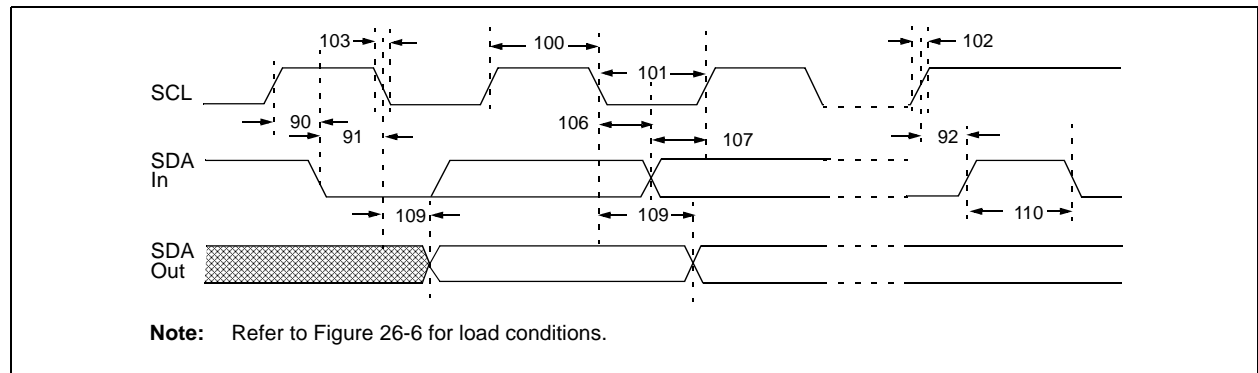 103
100
102
101
SCL
90
91
106
107
92
SDA
In
109
109
110
SDA
Out
Note: Refer to Figure 26-6 for load conditions.